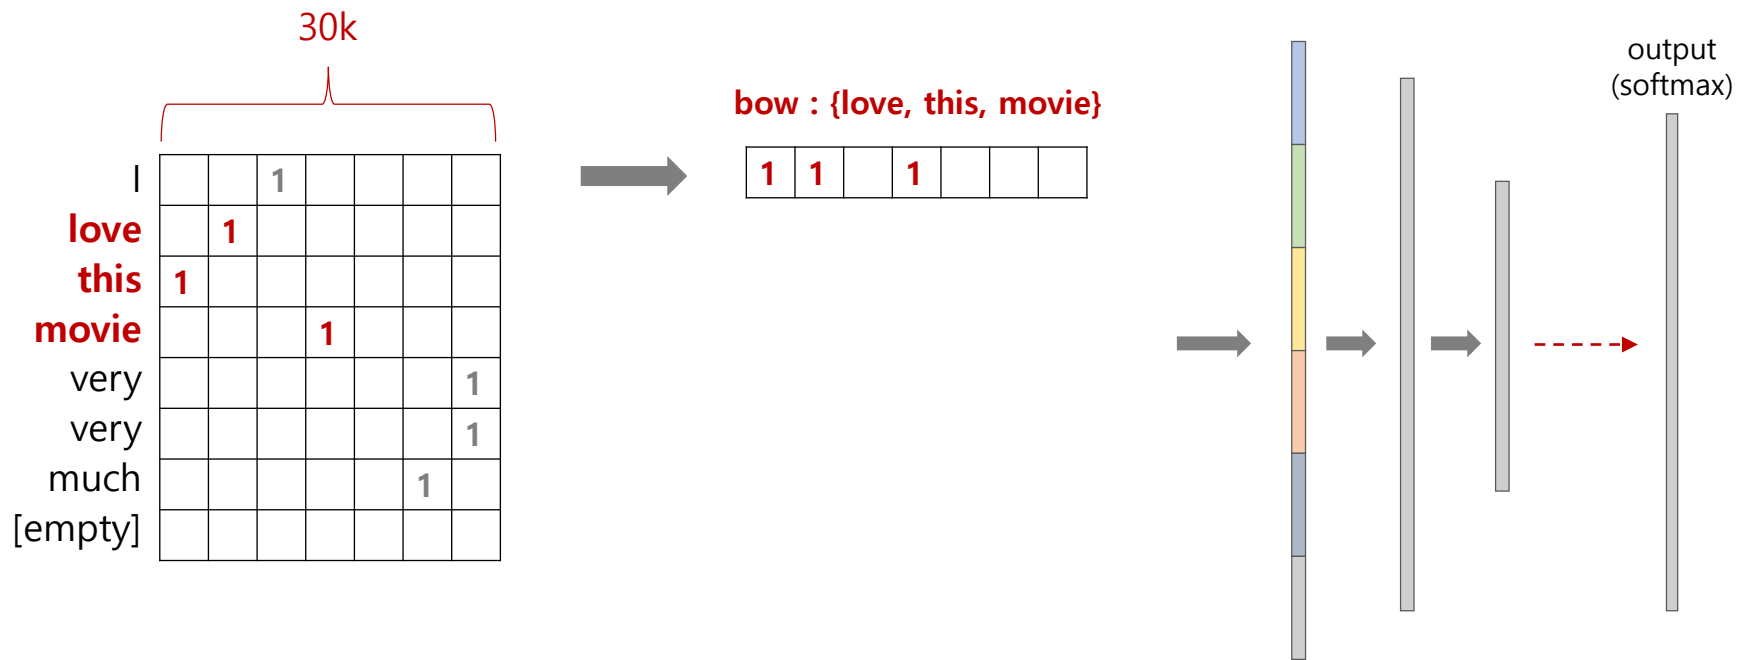 30k
bow : {love, this, movie}
output
(softmax)
1 1 1
I 1
love 1
this 1
movie 1
very 1
very 1
much 1
[empty]